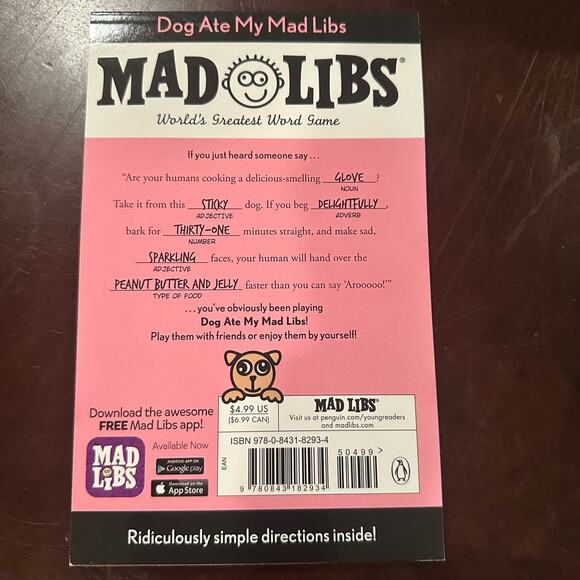 Dog Ate My Mad Libs
MAD LIBS®
World's Greatest Word Game
If you just heard someone say . . .
"Are your humans cooking a delicious-smelling GLOVE ?
NOUN
Take it from this STICKY dog. If you beg DELIGHTFULLY,
ADJECTIVE ADVERB
bark for THIRTY-ONE minutes straight, and make sad,
NUMBER
SPARKLING faces, your human will hand over the
ADJECTIVE
PEANUT BUTTER AND JELLY faster than you can say 'Arooooo!'"
TYPE OF FOOD
. . . you've obviously been playing
Dog Ate My Mad Libs!
Play them with friends or enjoy them by yourself!
Download the awesome
FREE Mad Libs app!
Available Now
MAD LIBS
ANDROID APP ON
Google play
Download on the
App Store
$4.99 US
($6.99 CAN)
MAD LIBS®
Visit us at penguin.com/youngreaders
and madlibs.com
ISBN 978-0-8431-8293-4
EAN
50499 >
9 780843 182934
Ridiculously simple directions inside!